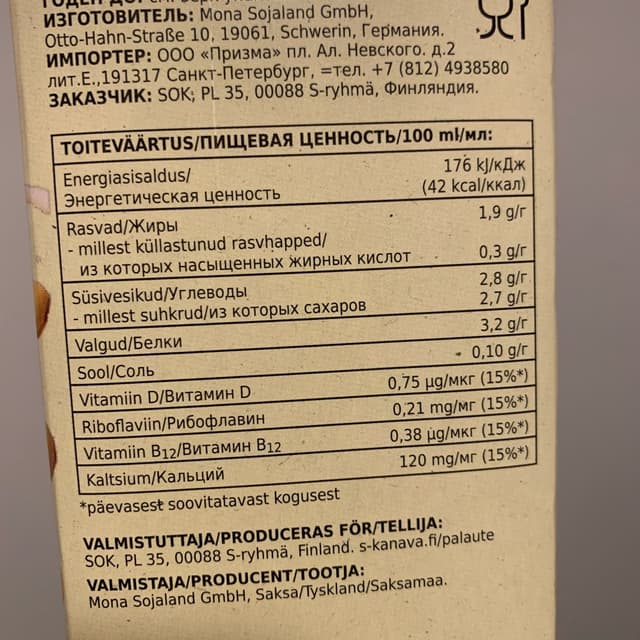 ИЗГОТОВИТЕЛЬ: Mona Sojaland GmbH,
Otto-Hahn-Straße 10, 19061, Schwerin, Германия.
ИМПОРТЕР: ООО «Призма» пл. Ал. Невского. д.2
лит.Е.,191317 Санкт-Петербург, =тел. +7 (812) 4938580
ЗАКАЗЧИК: SOK, PL 35, 00088 S-ryhmä, Финляндия.
TOITEVÄÄRTUS/ПИЩЕВАЯ ЦЕННОСТЬ/100 ml/мл:
Energiasisaldus/ 176 kJ/кДж
Энергетическая ценность (42 kcal/ккал)
Rasvad/Жиры 1,9 g/г
- millest küllastunud rasvhapped/
из которых насыщенных жирных кислот 0,3 g/г
Süsivesikud/Углеводы 2,8 g/г
- millest suhkrud/из которых сахаров 2,7 g/г
Valgud/Белки 3,2 g/г
Sool/Соль 0,10 g/г
Vitamiin D/Витамин D 0,75 µg/мкг (15%*)
Riboflaviin/Рибофлавин 0,21 mg/мг (15%*)
Vitamiin B12/Витамин B12 0,38 µg/мкг (15%*)
Kaltsium/Кальций 120 mg/мг (15%*)
*päevasest soovitatavast kogusest
VALMISTUTTAJA/PRODUCERAS FÖR/TELLIJA:
SOK, PL 35, 00088 S-ryhmä, Finland. s-kanava.fi/palaute
VALMISTAJA/PRODUCENT/TOOTJA:
Mona Sojaland GmbH, Saksa/Tyskland/Saksamaa.